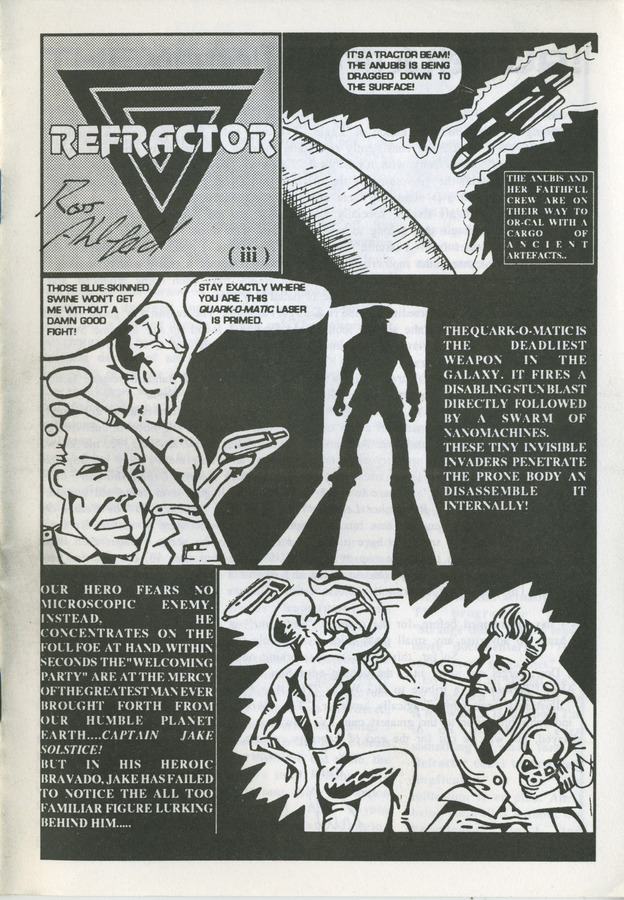 REFRACTOR
( iii )
IT'S A TRACTOR BEAM!
THE ANUBIS IS BEING
DRAGGED DOWN TO
THE SURFACE!
THE ANUBIS AND
HER FAITHFUL
CREW ARE ON
THEIR WAY TO
OR-CAL WITH A
CARGO OF
ANCIENT
ARTEFACTS..
THOSE BLUE-SKINNED
SWINE WON'T GET
ME WITHOUT A
DAMN GOOD
FIGHT!
STAY EXACTLY WHERE
YOU ARE. THIS
QUARK-O-MATIC LASER
IS PRIMED.
THE QUARK-O-MATIC IS
THE DEADLIEST
WEAPON IN THE
GALAXY. IT FIRES A
DISABLING STUN BLAST
DIRECTLY FOLLOWED
BY A SWARM OF
NANOMACHINES.
THESE TINY INVISIBLE
INVADERS PENETRATE
THE PRONE BODY AN
DISASSEMBLE IT
INTERNALLY!
OUR HERO FEARS NO
MICROSCOPIC ENEMY.
INSTEAD, HE
CONCENTRATES ON THE
FOUL FOE AT HAND. WITHIN
SECONDS THE "WELCOMING
PARTY" ARE AT THE MERCY
OF THE GREATEST MAN EVER
BROUGHT FORTH FROM
OUR HUMBLE PLANET
EARTH....CAPTAIN JAKE
SOLSTICE!
BUT IN HIS HEROIC
BRAVADO, JAKE HAS FAILED
TO NOTICE THE ALL TOO
FAMILIAR FIGURE LURKING
BEHIND HIM.....